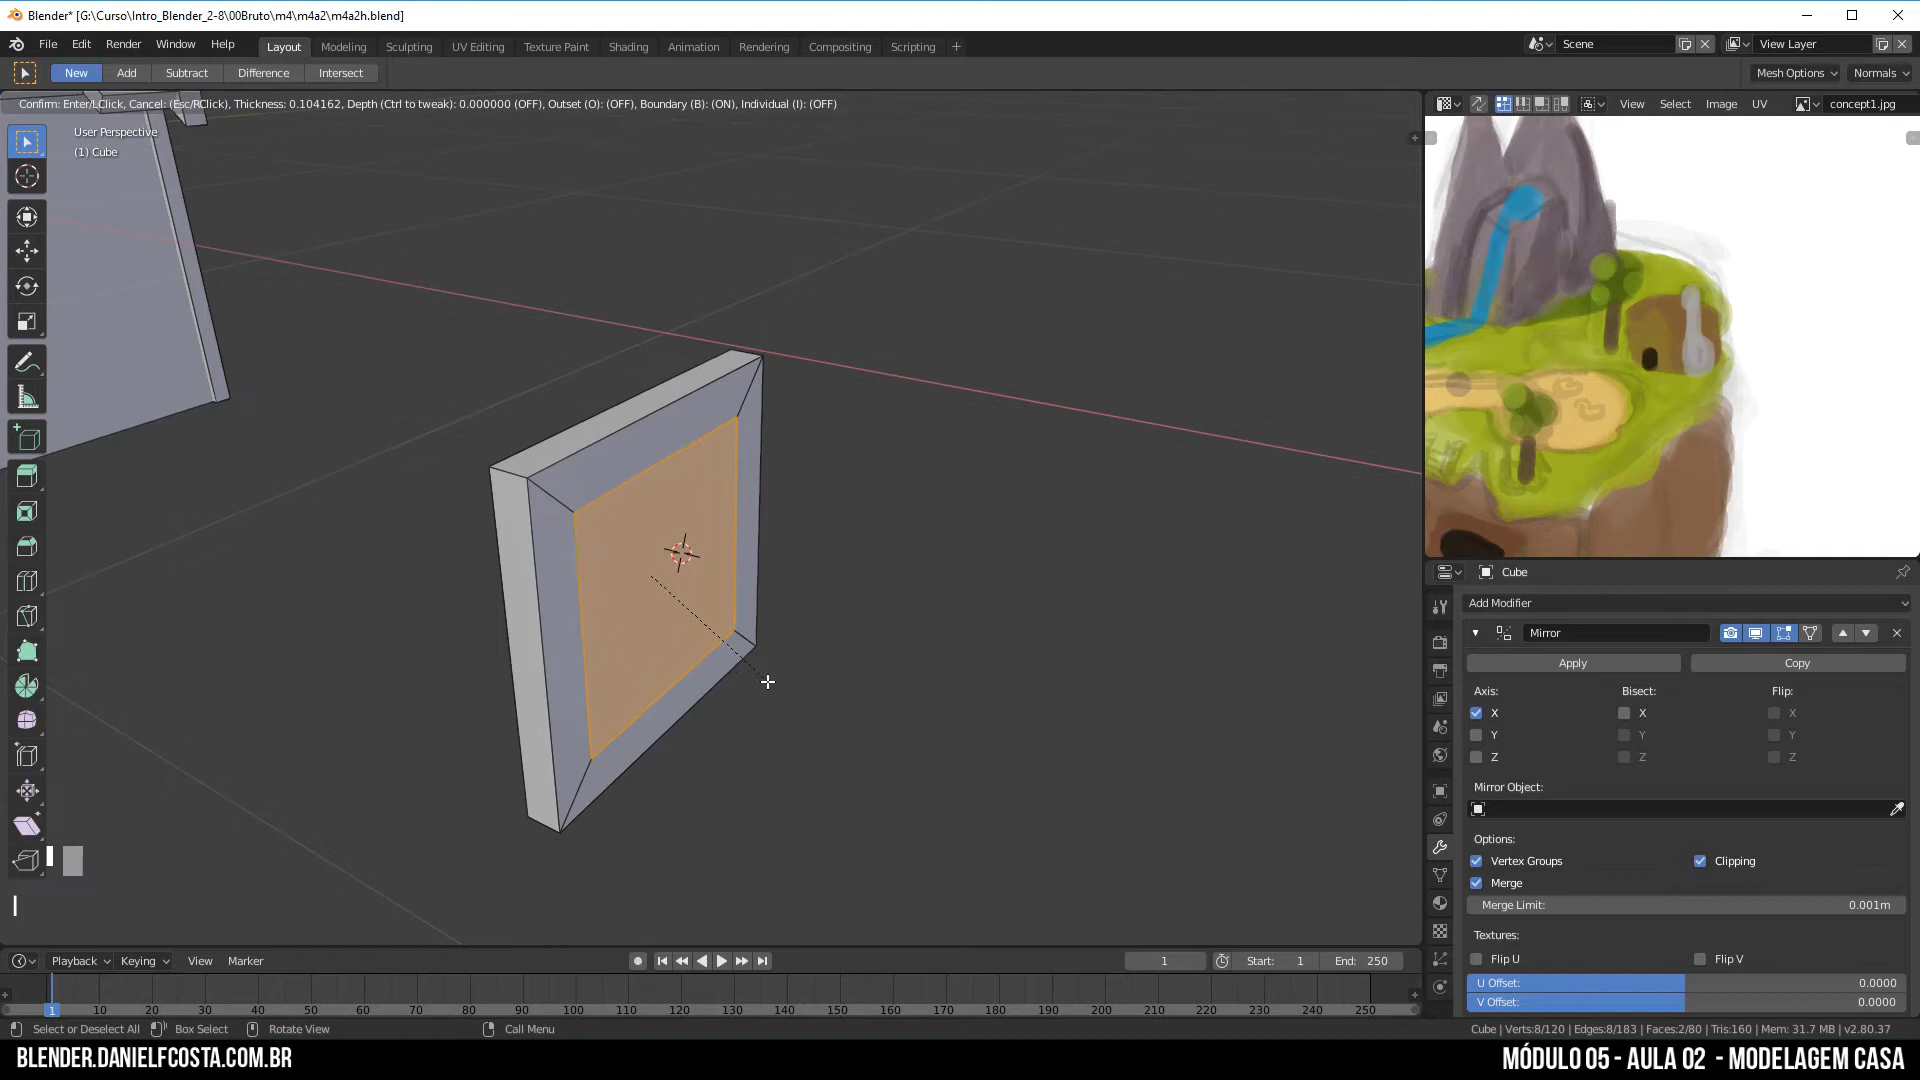 Blender* [G:\Curso\Intro_Blender_2-8\00Bruto\m4\m4a2\m4a2h.blend]
File Edit Render Window Help Layout Modeling Sculpting UV Editing Texture Paint Shading Animation Rendering Compositing Scripting Scene View Layer
New Add Subtract Difference Intersect Mesh Options Normals
Confirm: Enter/LClick, Cancel: (Esc/RClick), Thickness: 0.104162, Depth (Ctrl to tweak): 0.000000 (OFF), Outset (O): (OFF), Boundary (B): (ON), Individual (I): (OFF)
View Select Image UV concept1.jpg
User Perspective
(1) Cube
Cube
Add Modifier
Mirror
Apply Copy
Axis: Bisect: Flip:
X X X
Y Y Y
Z Z Z
Mirror Object:
Options:
Vertex Groups Clipping
Merge
Merge Limit: 0.001m
Textures:
Flip U Flip V
U Offset: 0.0000
V Offset: 0.0000
Playback Keying View Marker 1 Start: 1 End: 250
1 10 20 30 40 50 60 70 80 90 100 110 120 130 140 150 160 170 180 190 200 210 220 230 240 250
Select or Deselect All Box Select Rotate View Call Menu
Cube | Verts:8/120 | Edges:8/183 | Faces:2/80 | Tris:160 | Mem: 31.7 MB | v2.80.37
BLENDER.DANIELFCOSTA.COM.BR
MÓDULO 05 - AULA 02 - MODELAGEM CASA